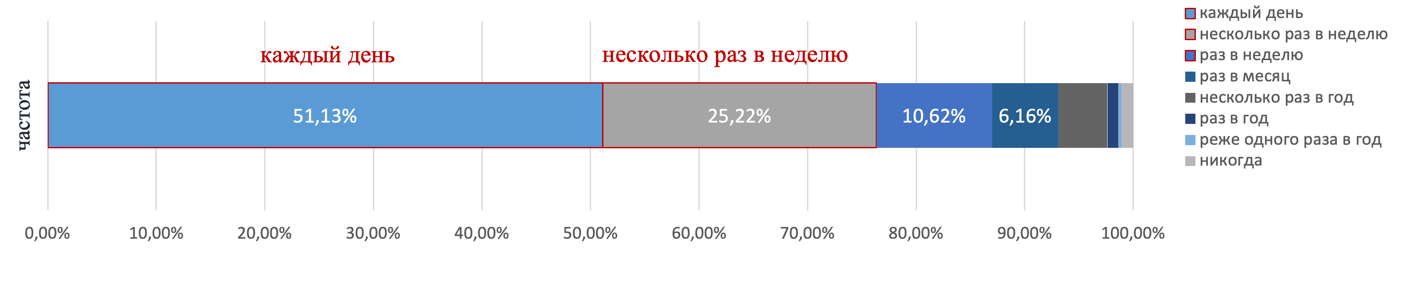 каждый день
несколько раз в неделю
частота
51,13%
25,22%
10,62%
6,16%
0,00%
10,00%
20,00%
30,00%
40,00%
50,00%
60,00%
70,00%
80,00%
90,00%
100,00%
каждый день
несколько раз в неделю
раз в неделю
раз в месяц
несколько раз в год
раз в год
реже одного раза в год
никогда